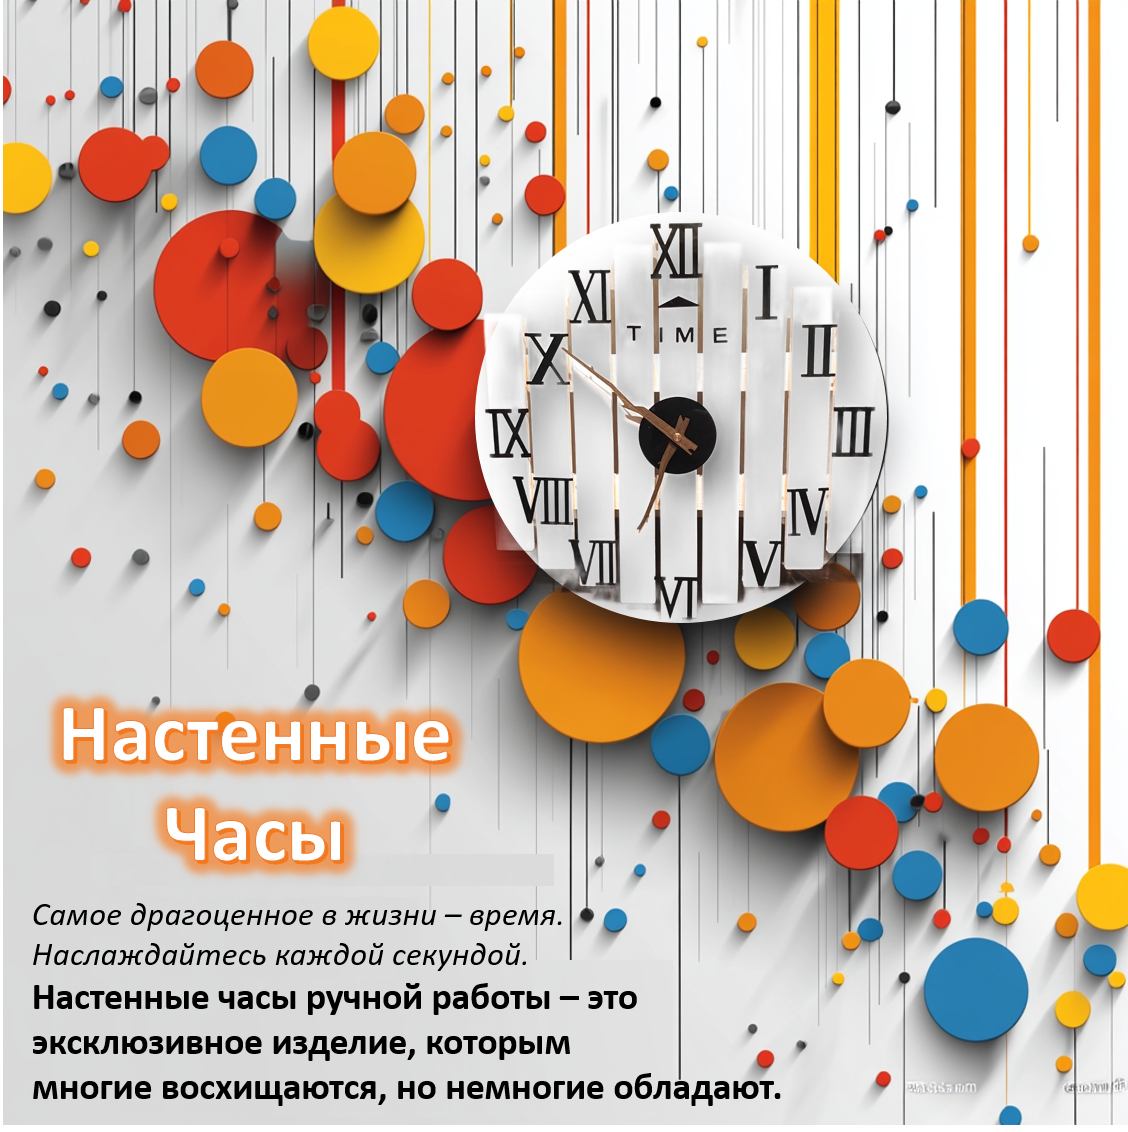 XII
XI
I
TIME
X
II
IX
III
VIII
IV
VII
V
VI
Настенные
Часы
Самое драгоценное в жизни – время.
Наслаждайтесь каждой секундой.
Настенные часы ручной работы – это
эксклюзивное изделие, которым
многие восхищаются, но немногие обладают.